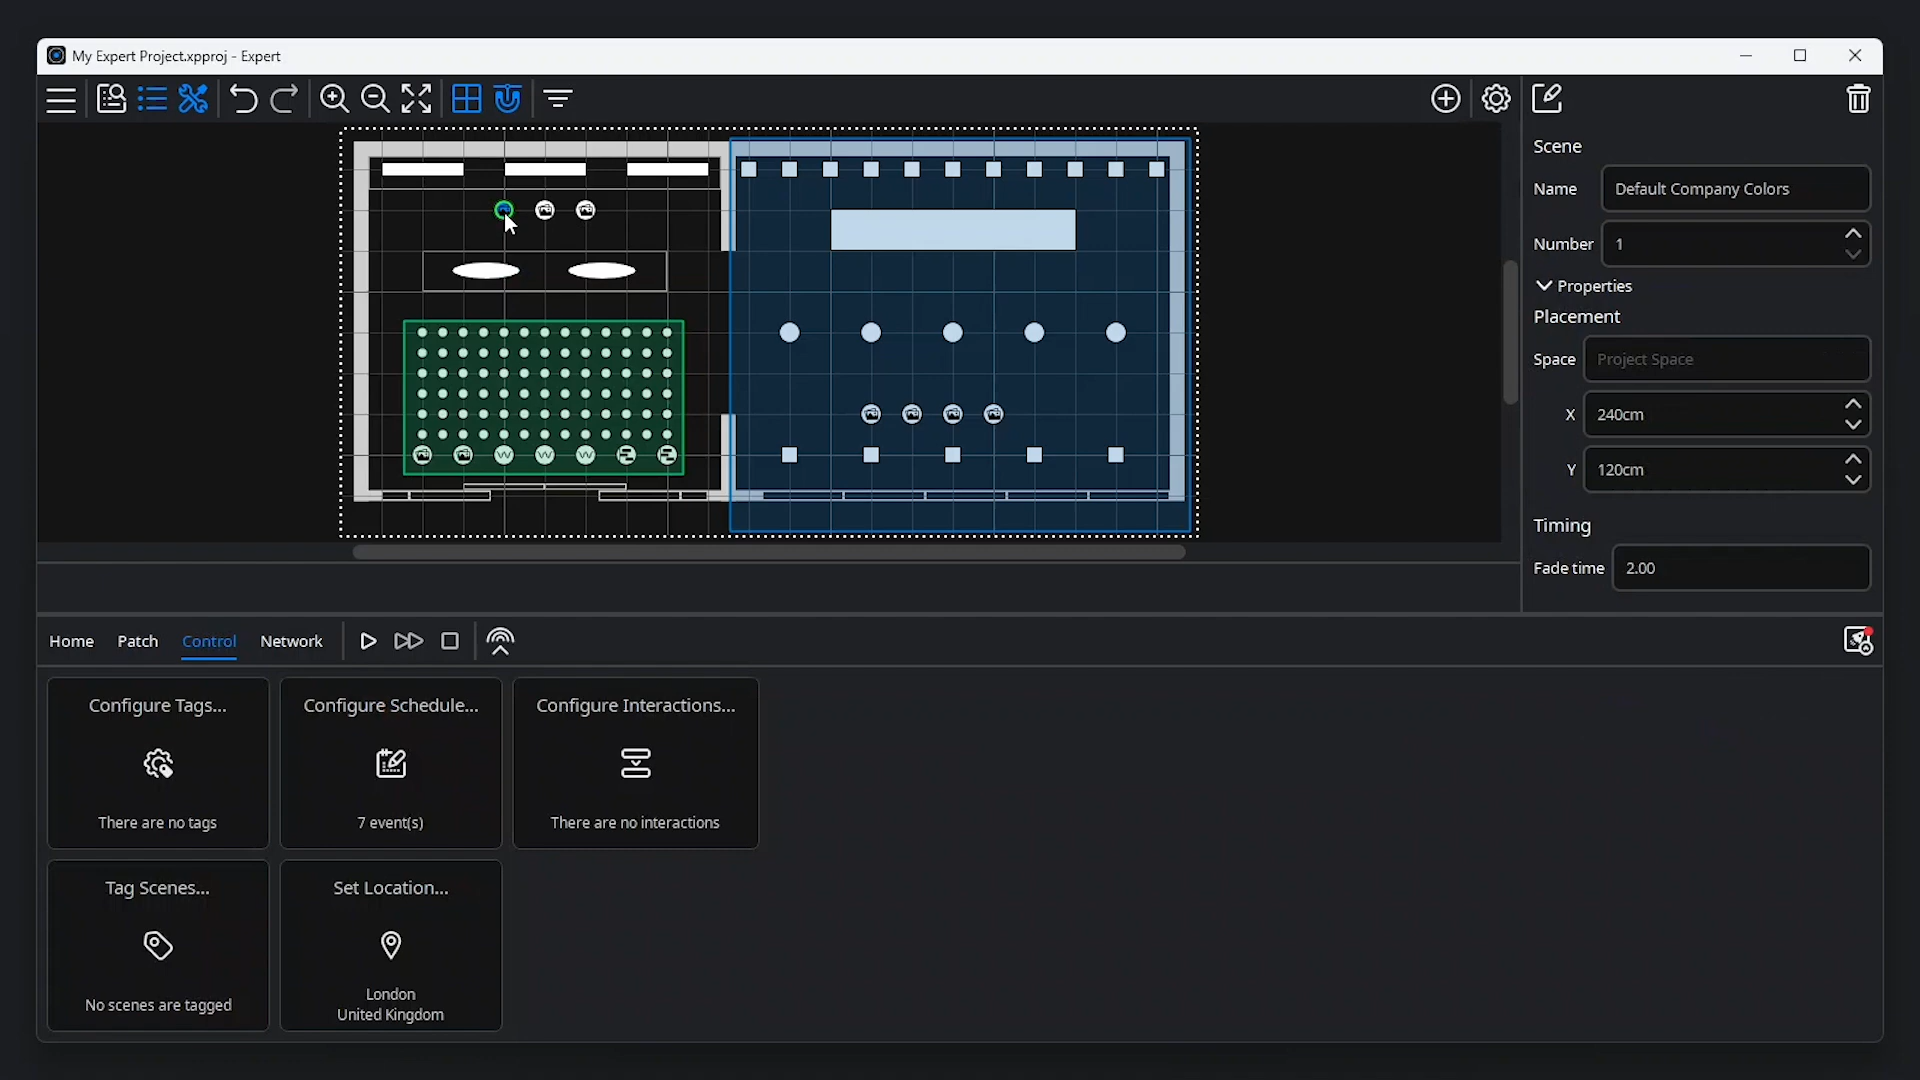 My Expert Project.xpproj - Expert
Scene
Name Default Company Colors
Number 1
Properties
Placement
Space Project Space
X 240cm
Y 120cm
Timing
Fade time 2.00
Home Patch Control Network
Configure Tags... Configure Schedule... Configure Interactions...
There are no tags 7 event(s) There are no interactions
Tag Scenes... Set Location...
No scenes are tagged London
United Kingdom